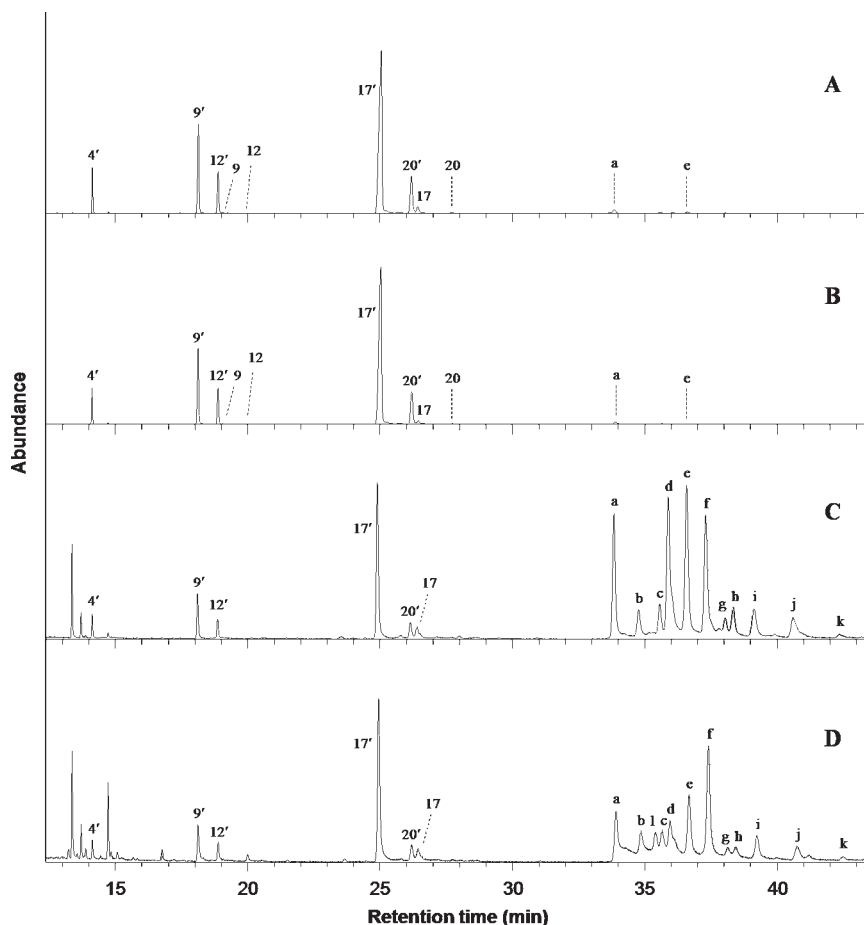 A
17′
9′
4′ 12′ 9 12 20′ 17 20 a e
B
17′
9′
4′ 12′ 9 12 20′ 17 20 a e
C
17′
9′
4′ 12′ 20′ 17 a b c d e f g h i j k
D
17′
9′
4′ 12′ 20′ 17 a b l c d e f g h i j k
Abundance
15 20 25 30 35 40
Retention time (min)